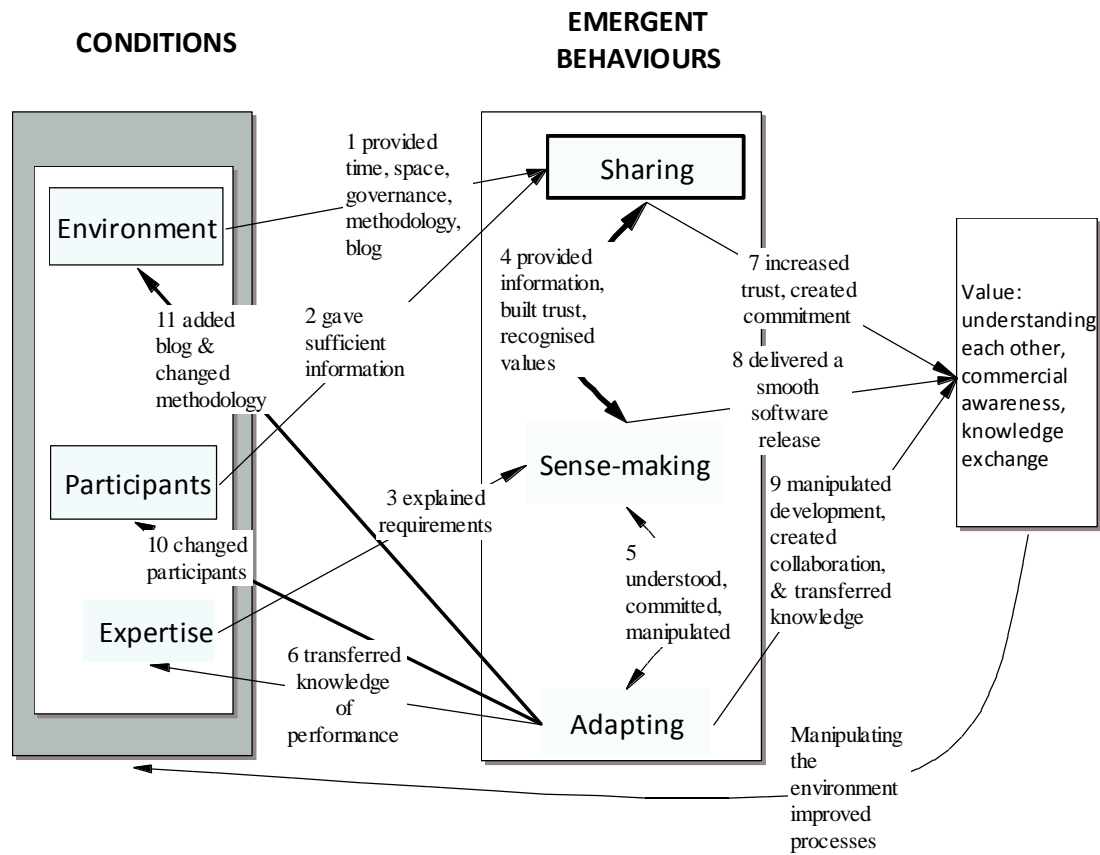 CONDITIONS
EMERGENT
BEHAVIOURS
1 provided
time, space,
governance,
methodology,
blog
Sharing
Environment
4 provided
information,
built trust,
recognised
values
7 increased
trust, created
commitment
Value:
understanding
each other,
commercial
awareness,
knowledge
exchange
11 added
blog &
changed
methodology
2 gave
sufficient
information
8 delivered a
smooth
software
release
Participants
Sense-making
3 explained
requirements
9 manipulated
development,
created
collaboration,
& transferred
knowledge
10 changed
participants
5
understood,
committed,
manipulated
Expertise
6 transferred
knowledge
of
performance
Adapting
Manipulating
the
environment
improved
processes